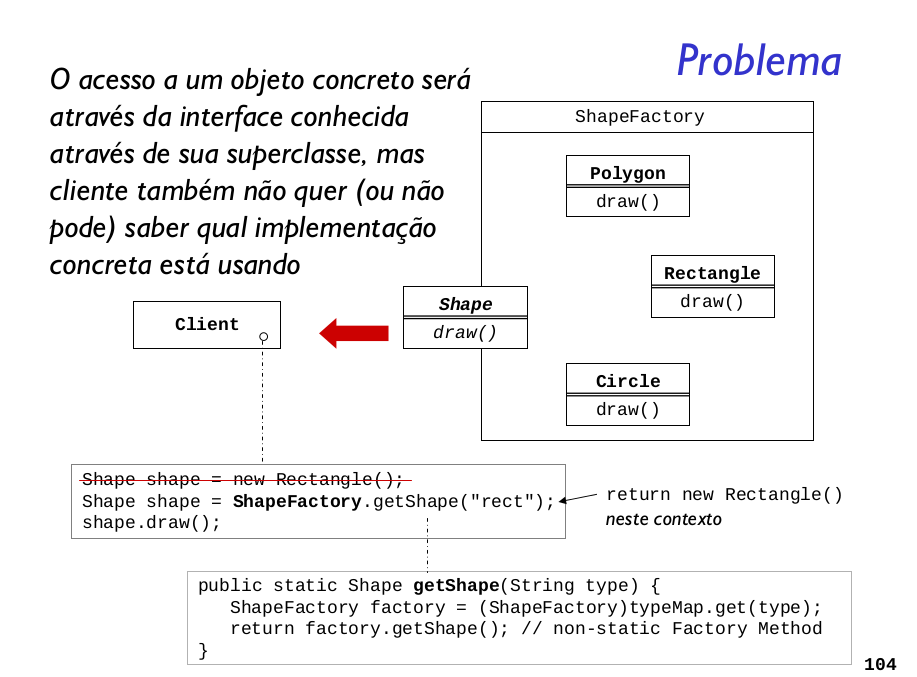 Problema
O acesso a um objeto concreto será
através da interface conhecida
através de sua superclasse, mas
cliente também não quer (ou não
pode) saber qual implementação
concreta está usando
ShapeFactory
Polygon
draw()
Rectangle
draw()
Shape
draw()
Client
Circle
draw()
Shape shape = new Rectangle();
Shape shape = ShapeFactory.getShape("rect");
shape.draw();
return new Rectangle()
neste contexto
public static Shape getShape(String type) {
   ShapeFactory factory = (ShapeFactory)typeMap.get(type);
   return factory.getShape(); // non-static Factory Method
}
104